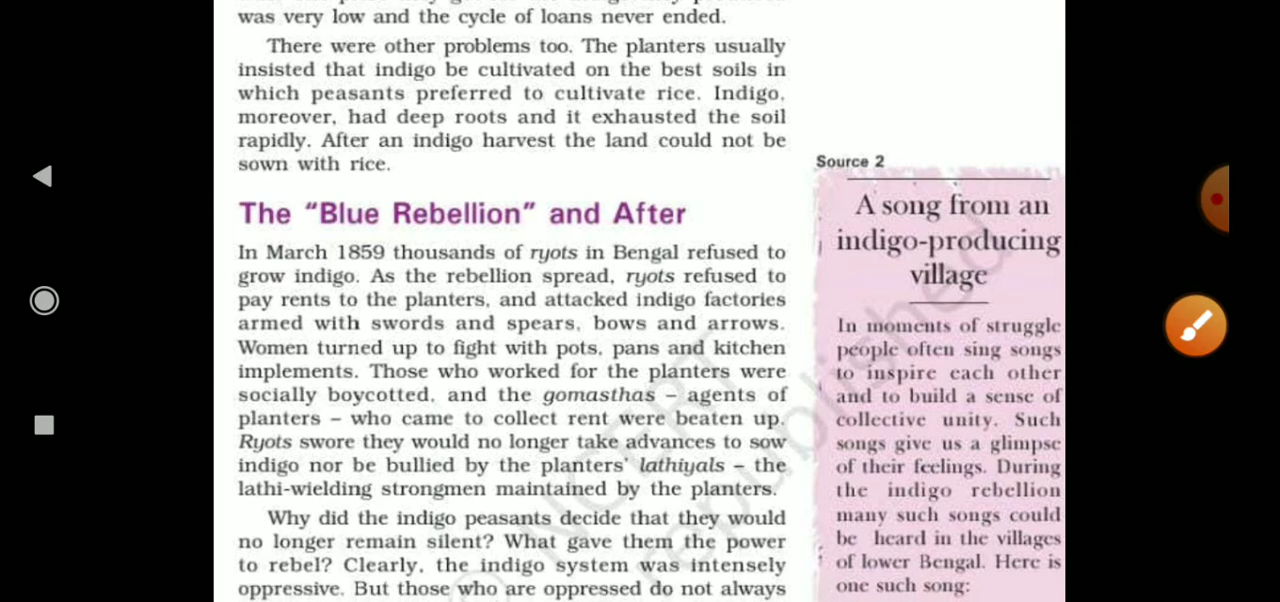 was very low and the cycle of loans never ended.
There were other problems too. The planters usually
insisted that indigo be cultivated on the best soils in
which peasants preferred to cultivate rice. Indigo,
moreover, had deep roots and it exhausted the soil
rapidly. After an indigo harvest the land could not be
sown with rice.
The “Blue Rebellion” and After
In March 1859 thousands of ryots in Bengal refused to
grow indigo. As the rebellion spread, ryots refused to
pay rents to the planters, and attacked indigo factories
armed with swords and spears, bows and arrows.
Women turned up to fight with pots, pans and kitchen
implements. Those who worked for the planters were
socially boycotted, and the gomasthas – agents of
planters – who came to collect rent were beaten up.
Ryots swore they would no longer take advances to sow
indigo nor be bullied by the planters’ lathiyals – the
lathi-wielding strongmen maintained by the planters.
Why did the indigo peasants decide that they would
no longer remain silent? What gave them the power
to rebel? Clearly, the indigo system was intensely
oppressive. But those who are oppressed do not always
Source 2
A song from an
indigo-producing
village
In moments of struggle
people often sing songs
to inspire each other
and to build a sense of
collective unity. Such
songs give us a glimpse
of their feelings. During
the indigo rebellion
many such songs could
be heard in the villages
of lower Bengal. Here is
one such song:
© NCERT
republished